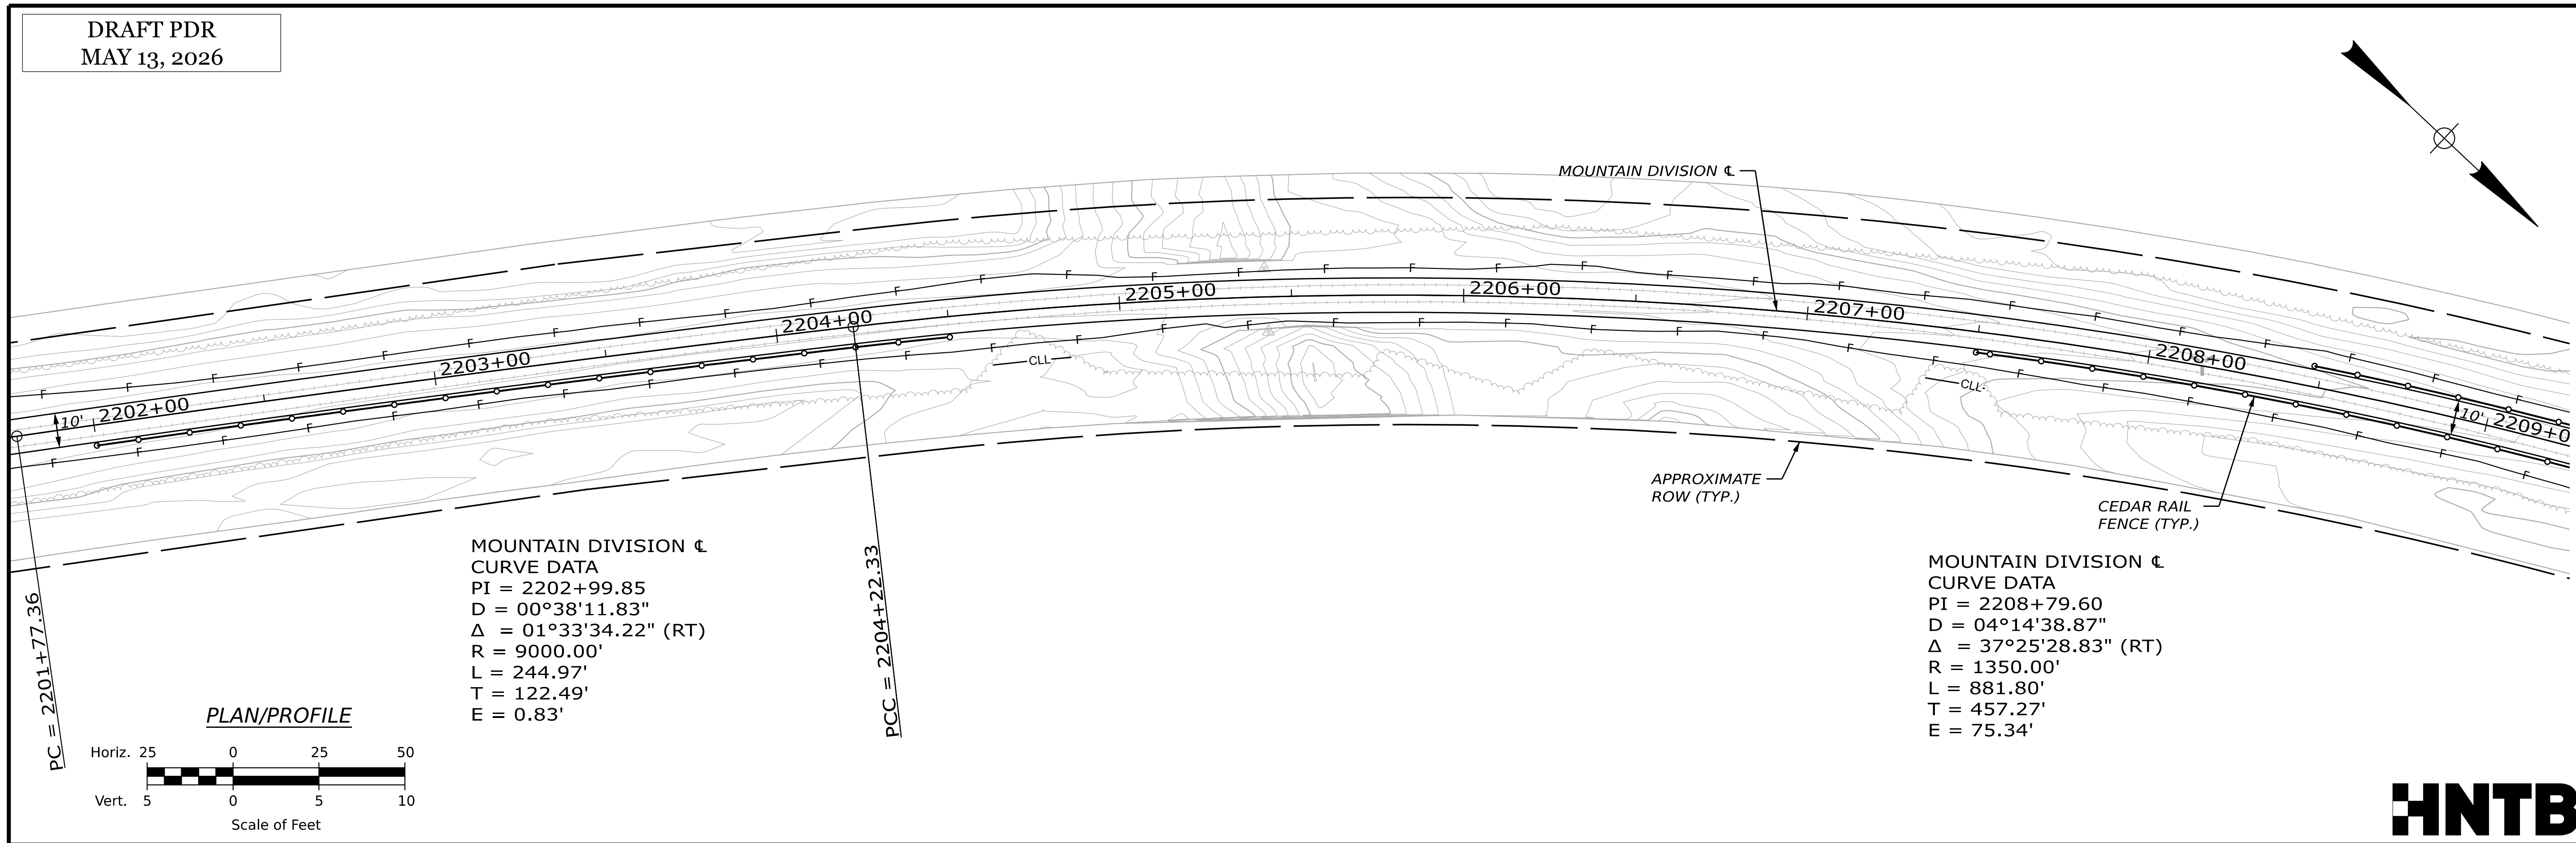 DRAFT PDR
MAY 13, 2026
MOUNTAIN DIVISION ℄
2202+00
2203+00
2204+00
2205+00
2206+00
2207+00
2208+00
2209+0
10'
10'
F F F F F F F F F F F F F F F F F F F F F F F F F F F F F
F F F F F F F F F F F F F F F F F F F F F F F F F F F F F F
CLL
CLL
APPROXIMATE
ROW (TYP.)
CEDAR RAIL
FENCE (TYP.)
PC = 2201+77.36
PCC = 2204+22.33
MOUNTAIN DIVISION ℄
CURVE DATA
PI = 2202+99.85
D = 00°38'11.83"
Δ = 01°33'34.22" (RT)
R = 9000.00'
L = 244.97'
T = 122.49'
E = 0.83'
MOUNTAIN DIVISION ℄
CURVE DATA
PI = 2208+79.60
D = 04°14'38.87"
Δ = 37°25'28.83" (RT)
R = 1350.00'
L = 881.80'
T = 457.27'
E = 75.34'
PLAN/PROFILE
Horiz. 25 0 25 50
Vert. 5 0 5 10
Scale of Feet
HNTB